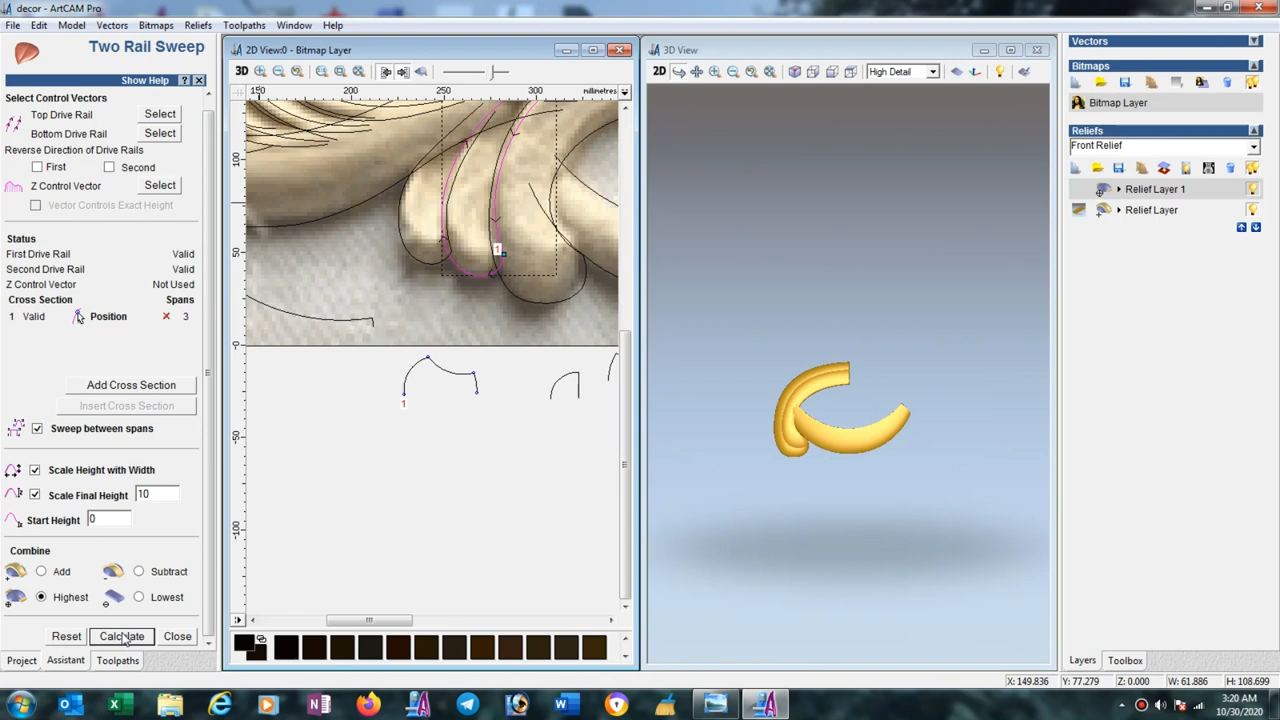 decor - ArtCAM Pro
File Edit Model Vectors Bitmaps Reliefs Toolpaths Window Help
Two Rail Sweep
Show Help ?
Select Control Vectors
Top Drive Rail Select
Bottom Drive Rail Select
Reverse Direction of Drive Rails
First Second
Z Control Vector Select
Vector Controls Exact Height
Status
First Drive Rail Valid
Second Drive Rail Valid
Z Control Vector Not Used
Cross Section Spans
1 Valid Position 3
Add Cross Section
Insert Cross Section
Sweep between spans
Scale Height with Width
Scale Final Height 10
Start Height 0
Combine
Add Subtract
Highest Lowest
Reset Calculate Close
Project Assistant Toolpaths
2D View:0 - Bitmap Layer
3D
150 200 250 300 millimetres
100
50
0
-50
-100
1
1
3D View
2D High Detail
Vectors
Bitmaps
Bitmap Layer
Reliefs
Front Relief
Relief Layer 1
Relief Layer
Layers Toolbox
X: 149.836 Y: 77.279 Z: 0.000 W: 61.886 H: 108.699
3:20 AM
10/30/2020